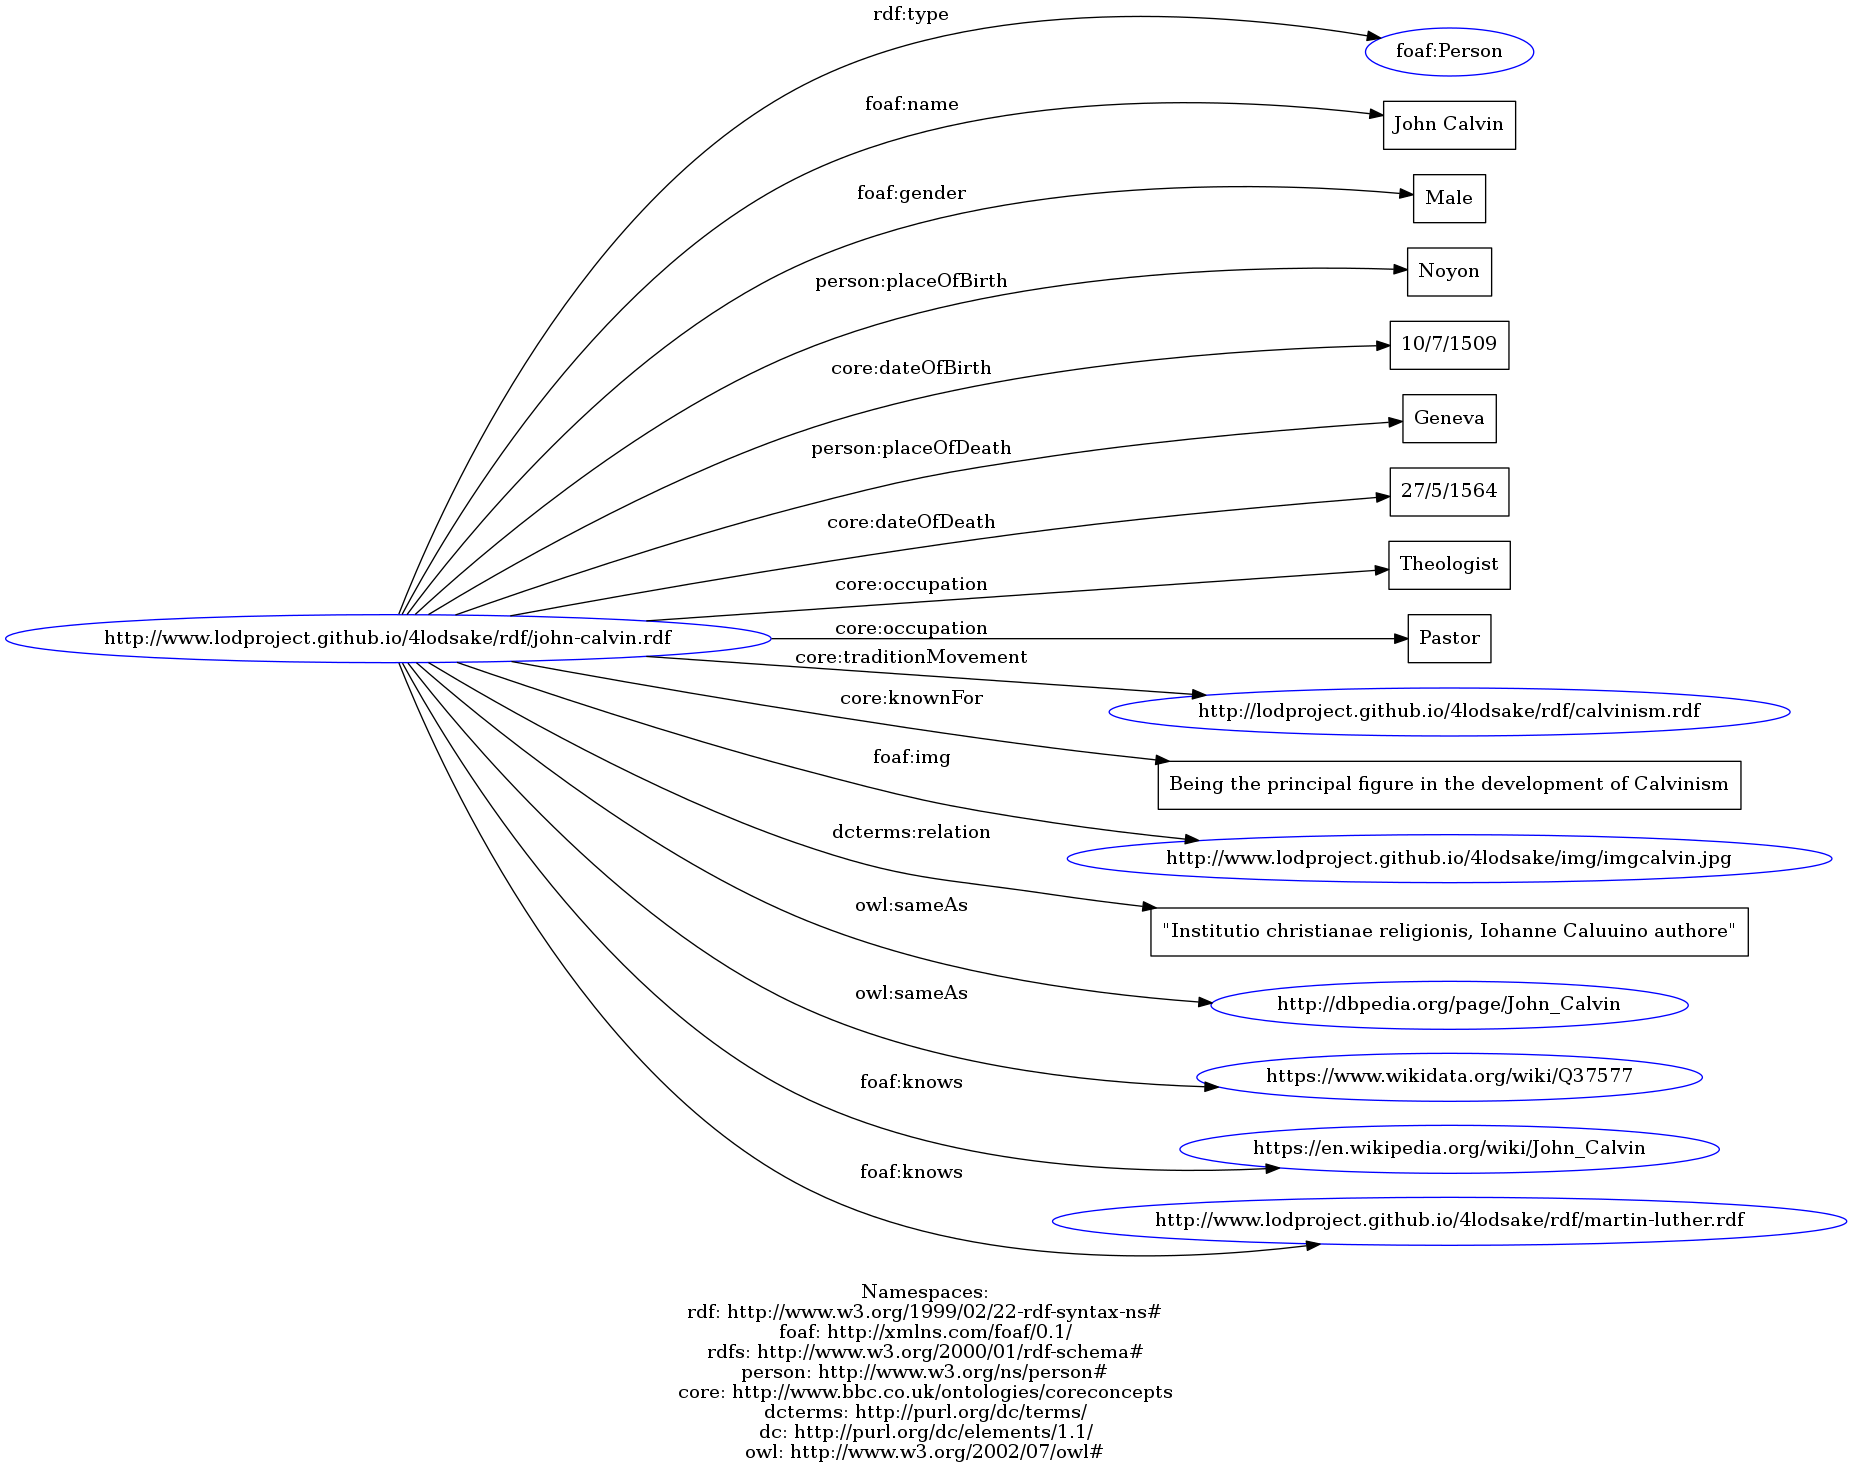 rdf:type
foaf:Person
foaf:name
John Calvin
foaf:gender
Male
person:placeOfBirth
Noyon
core:dateOfBirth
10/7/1509
person:placeOfDeath
Geneva
core:dateOfDeath
27/5/1564
core:occupation
Theologist
http://www.lodproject.github.io/4lodsake/rdf/john-calvin.rdf
core:occupation
Pastor
core:traditionMovement
http://lodproject.github.io/4lodsake/rdf/calvinism.rdf
core:knownFor
Being the principal figure in the development of Calvinism
foaf:img
http://www.lodproject.github.io/4lodsake/img/imgcalvin.jpg
dcterms:relation
"Institutio christianae religionis, Iohanne Caluuino authore"
owl:sameAs
http://dbpedia.org/page/John_Calvin
owl:sameAs
https://www.wikidata.org/wiki/Q37577
foaf:knows
https://en.wikipedia.org/wiki/John_Calvin
foaf:knows
http://www.lodproject.github.io/4lodsake/rdf/martin-luther.rdf
Namespaces:
rdf: http://www.w3.org/1999/02/22-rdf-syntax-ns#
foaf: http://xmlns.com/foaf/0.1/
rdfs: http://www.w3.org/2000/01/rdf-schema#
person: http://www.w3.org/ns/person#
core: http://www.bbc.co.uk/ontologies/coreconcepts
dcterms: http://purl.org/dc/terms/
dc: http://purl.org/dc/elements/1.1/
owl: http://www.w3.org/2002/07/owl#